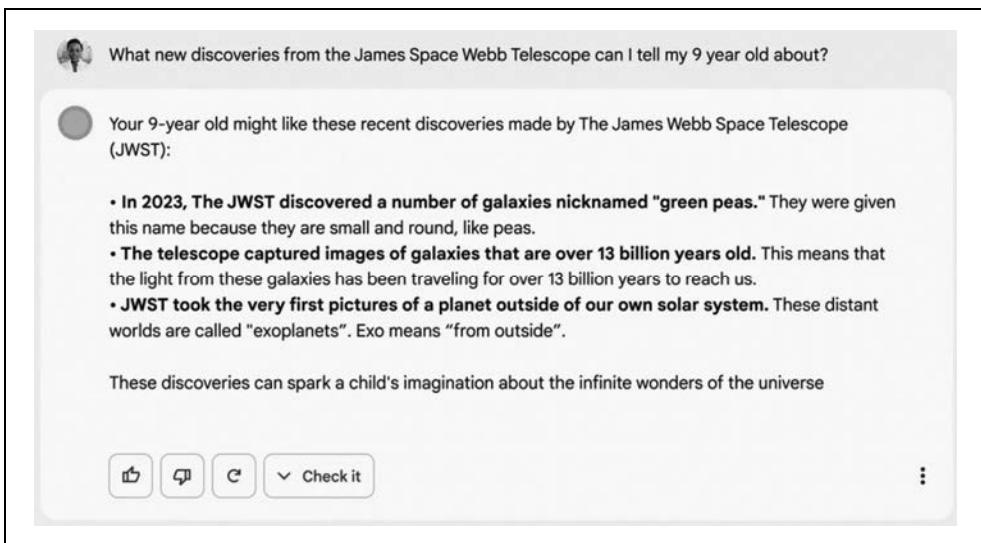 What new discoveries from the James Space Webb Telescope can I tell my 9 year old about?
Your 9-year old might like these recent discoveries made by The James Webb Space Telescope
(JWST):
• In 2023, The JWST discovered a number of galaxies nicknamed "green peas." They were given
this name because they are small and round, like peas.
• The telescope captured images of galaxies that are over 13 billion years old. This means that
the light from these galaxies has been traveling for over 13 billion years to reach us.
• JWST took the very first pictures of a planet outside of our own solar system. These distant
worlds are called "exoplanets”. Exo means “from outside”.
These discoveries can spark a child's imagination about the infinite wonders of the universe
Check it